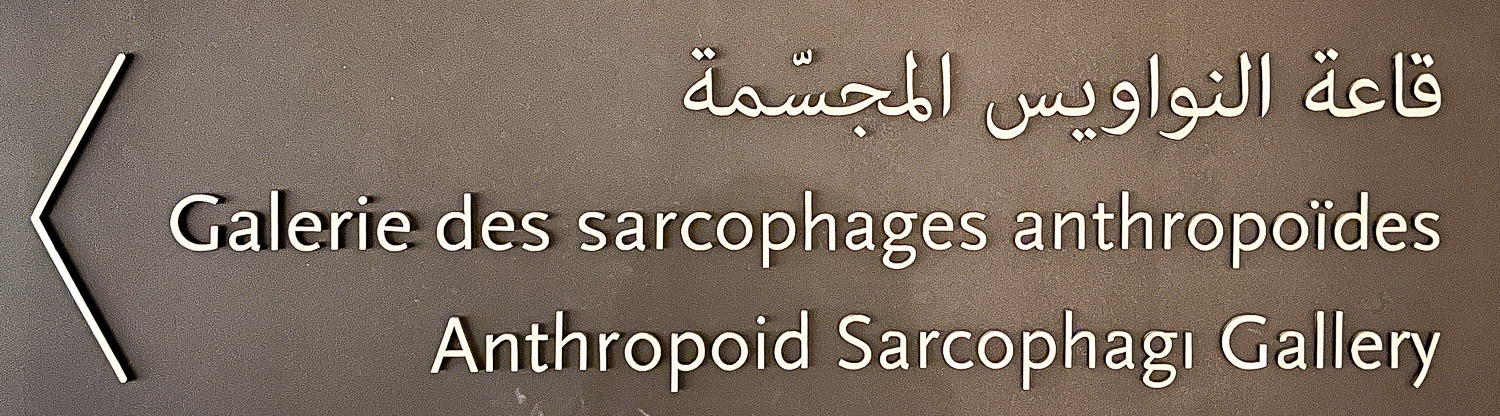 قاعة النواويس المجسّمة
Galerie des sarcophages anthropoïdes
Anthropoid Sarcophagı Gallery